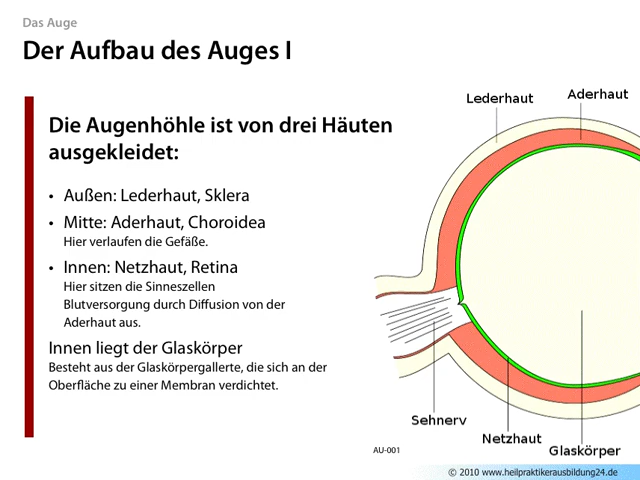 Das Auge
Der Aufbau des Auges I
Die Augenhöhle ist von drei Häuten
ausgekleidet:
• Außen: Lederhaut, Sklera
• Mitte: Aderhaut, Choroidea
Hier verlaufen die Gefäße.
• Innen: Netzhaut, Retina
Hier sitzen die Sinneszellen
Blutversorgung durch Diffusion von der
Aderhaut aus.
Innen liegt der Glaskörper
Besteht aus der Glaskörpergallerte, die sich an der
Oberfläche zu einer Membran verdichtet.
Lederhaut
Aderhaut
Sehnerv
Netzhaut
Glaskörper
AU-001
© 2010 www.heilpraktikerausbildung24.de